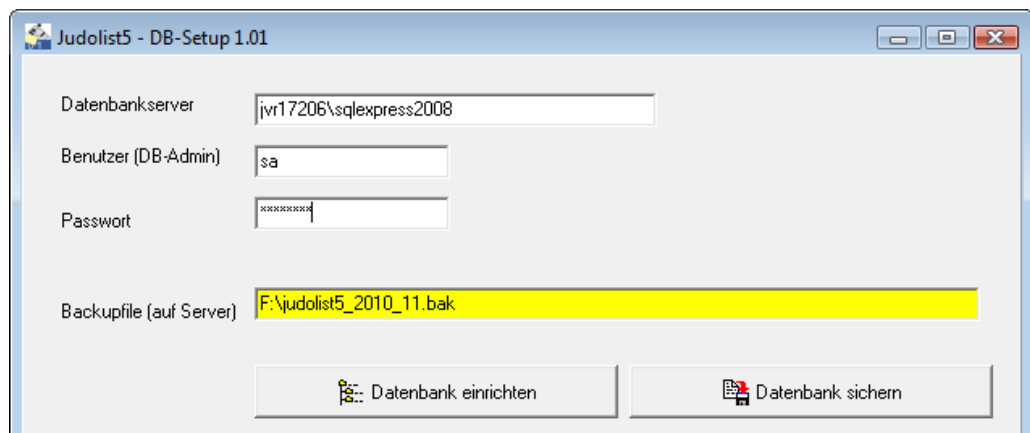 Judolist5 - DB-Setup 1.01
Datenbankserver jvr17206\sqlexpress2008
Benutzer (DB-Admin) sa
Passwort ********
Backupfile (auf Server) F:\judolist5_2010_11.bak
Datenbank einrichten Datenbank sichern